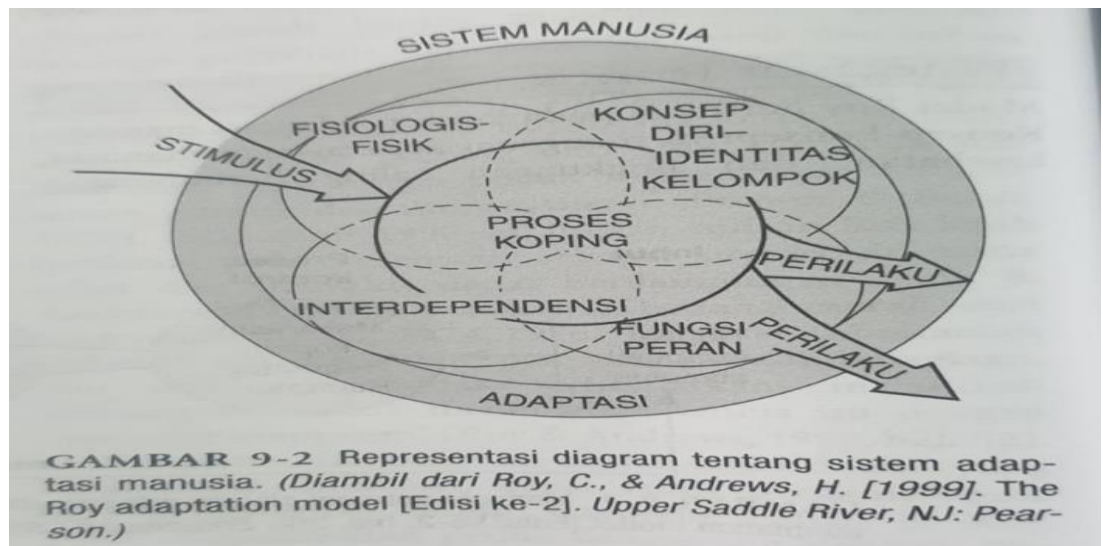 SISTEM MANUSIA
FISIOLOGIS-
FISIK
KONSEP
DIRI–
IDENTITAS
KELOMPOK
STIMULUS
PROSES
KOPING
PERILAKU
INTERDEPENDENSI
FUNGSI
PERAN
PERILAKU
ADAPTASI
GAMBAR 9-2 Representasi diagram tentang sistem adap-
tasi manusia. (Diambil dari Roy, C., & Andrews, H. [1999]. The
Roy adaptation model [Edisi ke-2]. Upper Saddle River, NJ: Pear-
son.)